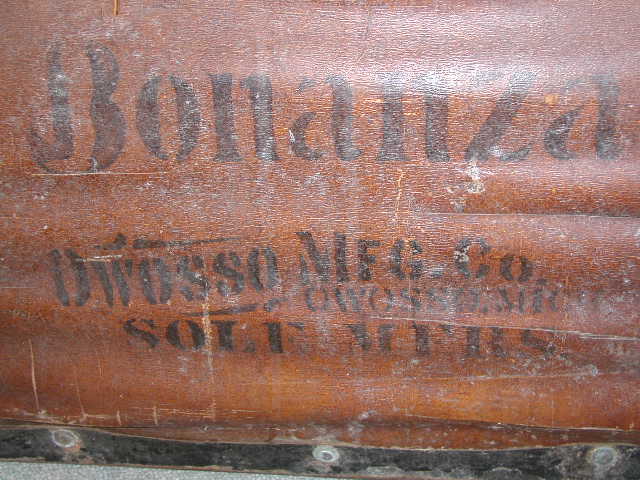 Bonanza
OWOSSO MFG. CO.
OWOSSO, MICH.
SOLE MFRS